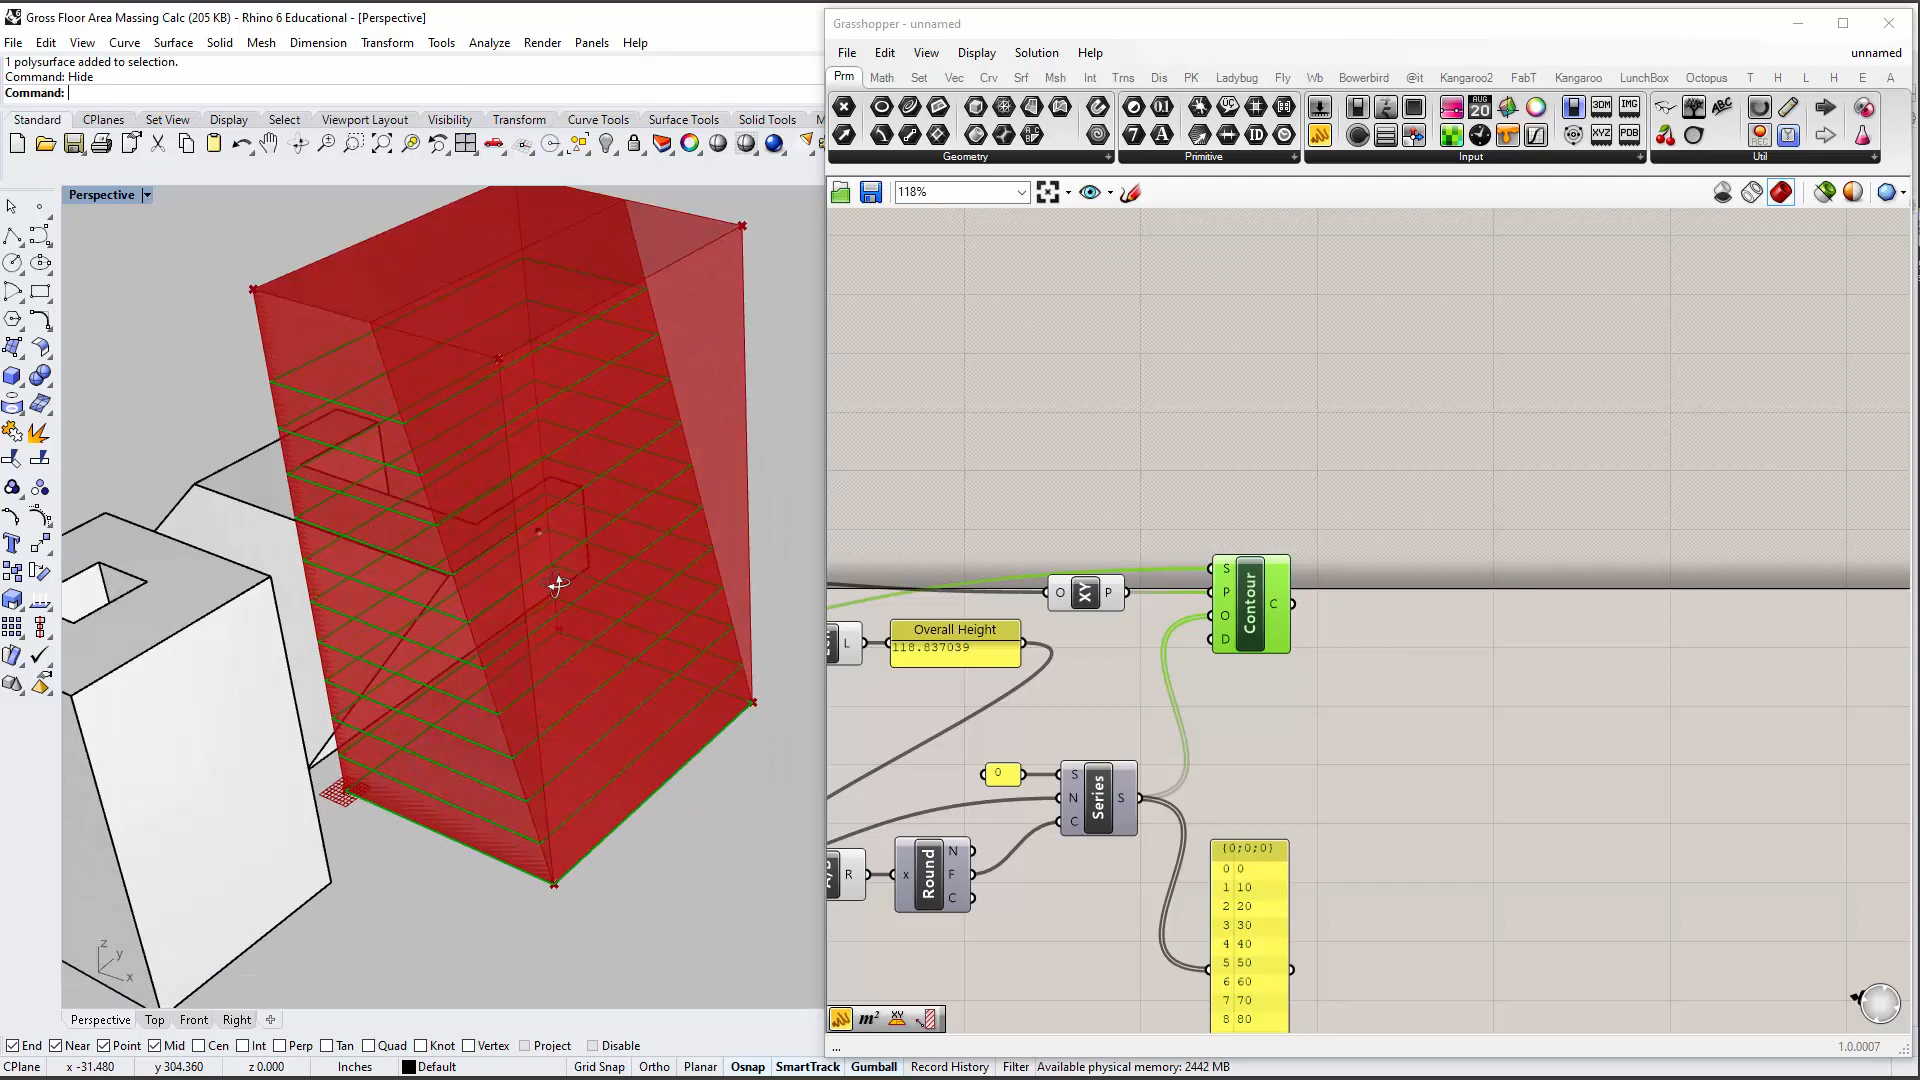 Gross Floor Area Massing Calc (205 KB) - Rhino 6 Educational - [Perspective]
File Edit View Curve Surface Solid Mesh Dimension Transform Tools Analyze Render Panels Help
1 polysurface added to selection.
Command: Hide
Command:
Standard CPlanes Set View Display Select Viewport Layout Visibility Transform Curve Tools Surface Tools Solid Tools M
Perspective
z
y
x
Perspective Top Front Right
End Near Point Mid Cen Int Perp Tan Quad Knot Vertex Project Disable
CPlane x -31.480 y 304.360 z 0.000 Inches Default Grid Snap Ortho Planar Osnap SmartTrack Gumball Record History Filter Available physical memory: 2442 MB
Grasshopper - unnamed
File Edit View Display Solution Help unnamed
Prm Math Set Vec Crv Srf Msh Int Trns Dis PK Ladybug Fly Wb Bowerbird @it Kangaroo2 FabT Kangaroo LunchBox Octopus T H L H E A
Geometry Primitive Input Util
118%
O XY P
S
P
O
D
Contour
C
L
Overall Height
118.837039
0
S
N
C
Series
S
R
x
Round
N
F
C
{0;0;0}
0 0
1 10
2 20
3 30
4 40
5 50
6 60
7 70
8 80
m²
XY
...
1.0.0007